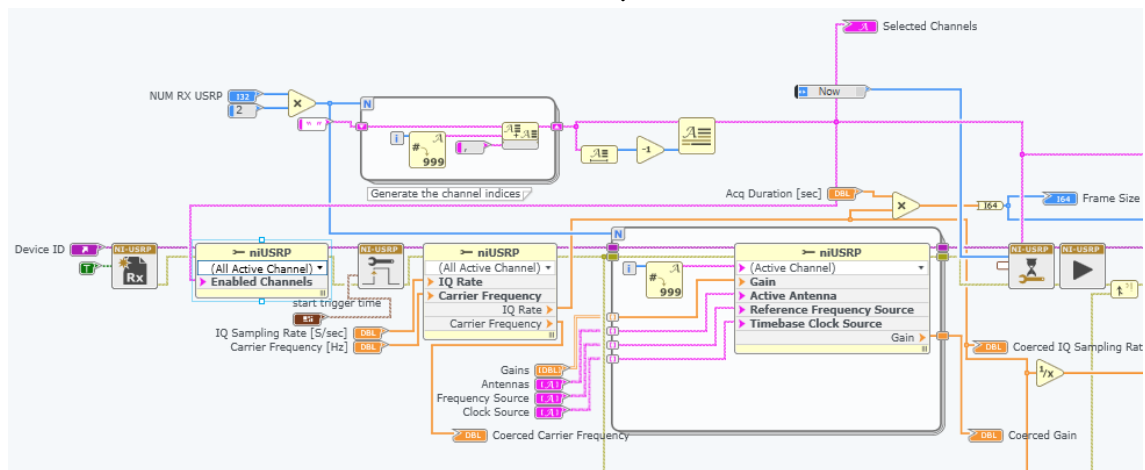 Selected Channels
NUM RX USRP
I32
2
N
Now
" "
i
#
999
,
-1
Generate the channel indices
Acq Duration [sec]
DBL
I64
I64
Frame Size
N
Device ID
T
NI-USRP
Rx
niUSRP
(All Active Channel)
Enabled Channels
NI-USRP
start trigger time
niUSRP
(All Active Channel)
IQ Rate
Carrier Frequency
IQ Rate
Carrier Frequency
i
#
999
niUSRP
(Active Channel)
Gain
Active Antenna
Reference Frequency Source
Timebase Clock Source
Gain
NI-USRP
NI-USRP
IQ Sampling Rate [S/sec]
DBL
Carrier Frequency [Hz]
DBL
Gains
[DBL]
Antennas
[A]
Frequency Source
[A]
Clock Source
[A]
DBL
Coerced Carrier Frequency
DBL
Coerced IQ Sampling Rat
1/x
DBL
Coerced Gain